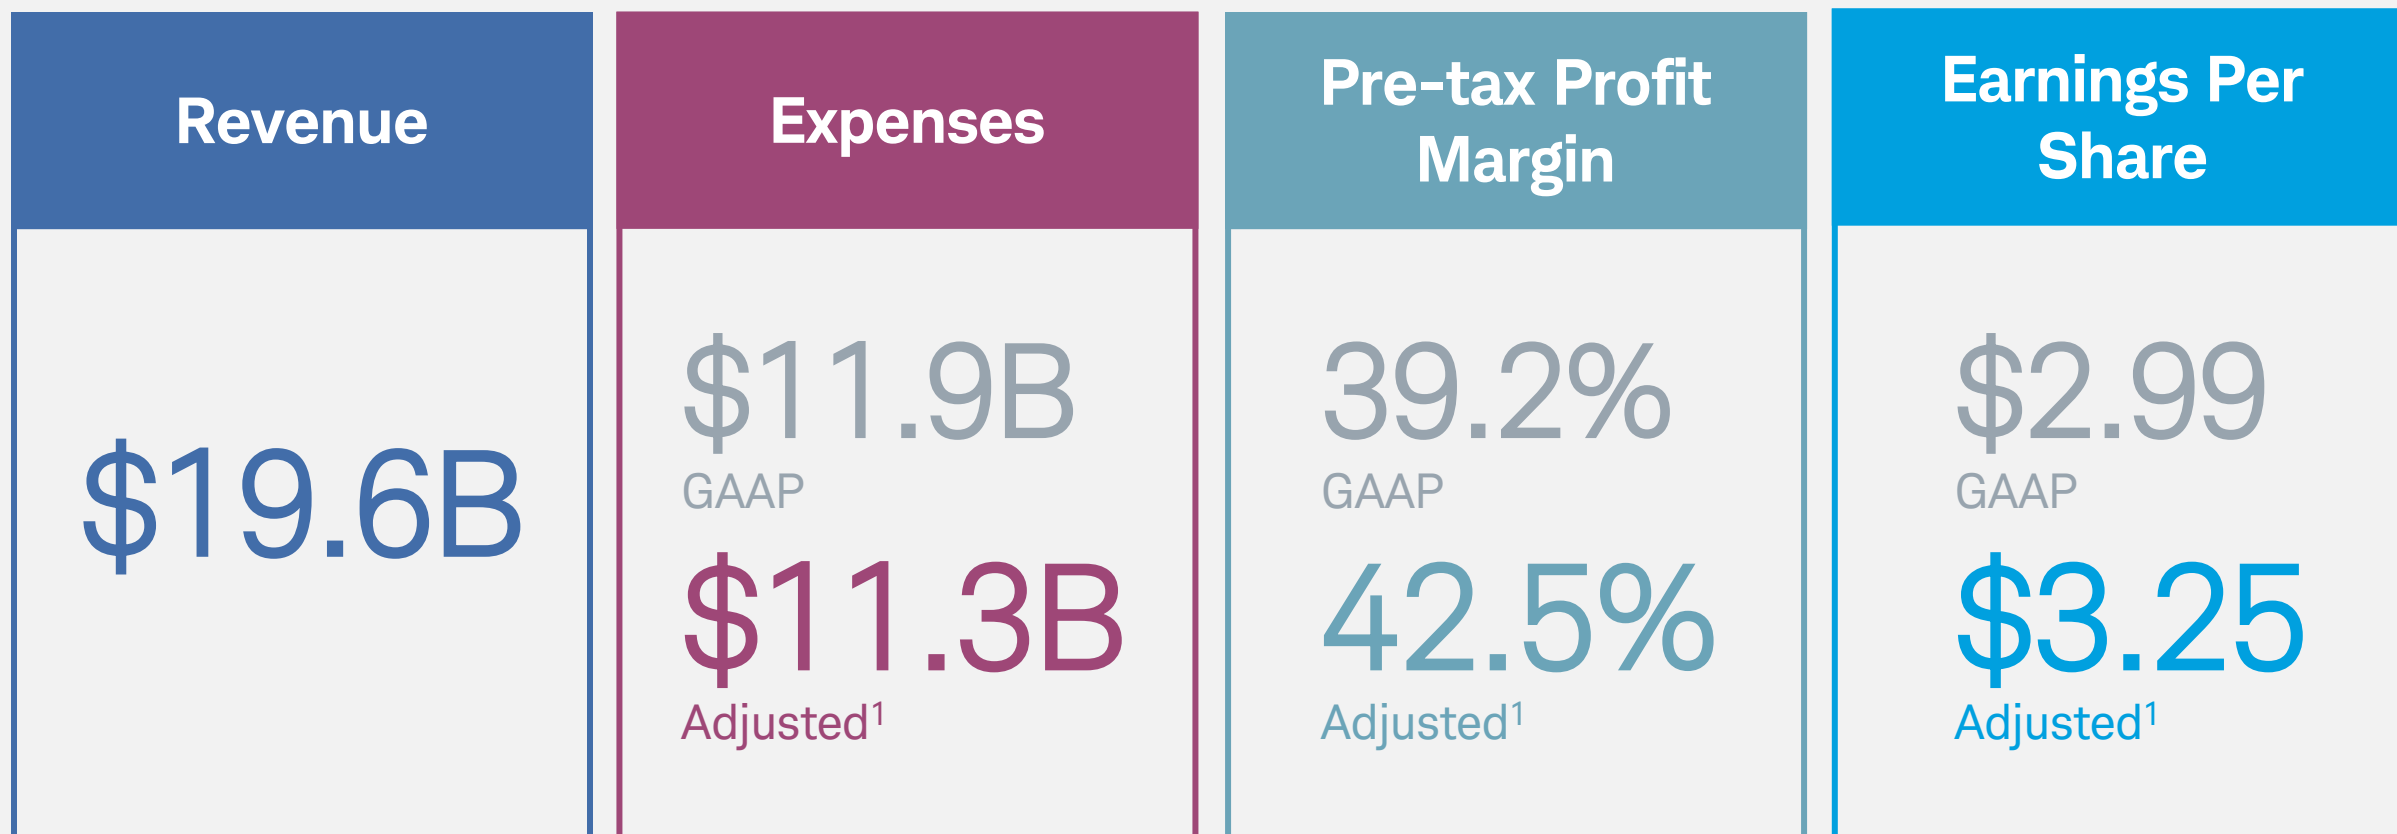 Revenue
$19.6B
Expenses
$11.9B
GAAP
$11.3B
Adjusted¹
Pre-tax Profit
Margin
39.2%
GAAP
42.5%
Adjusted¹
Earnings Per
Share
$2.99
GAAP
$3.25
Adjusted¹